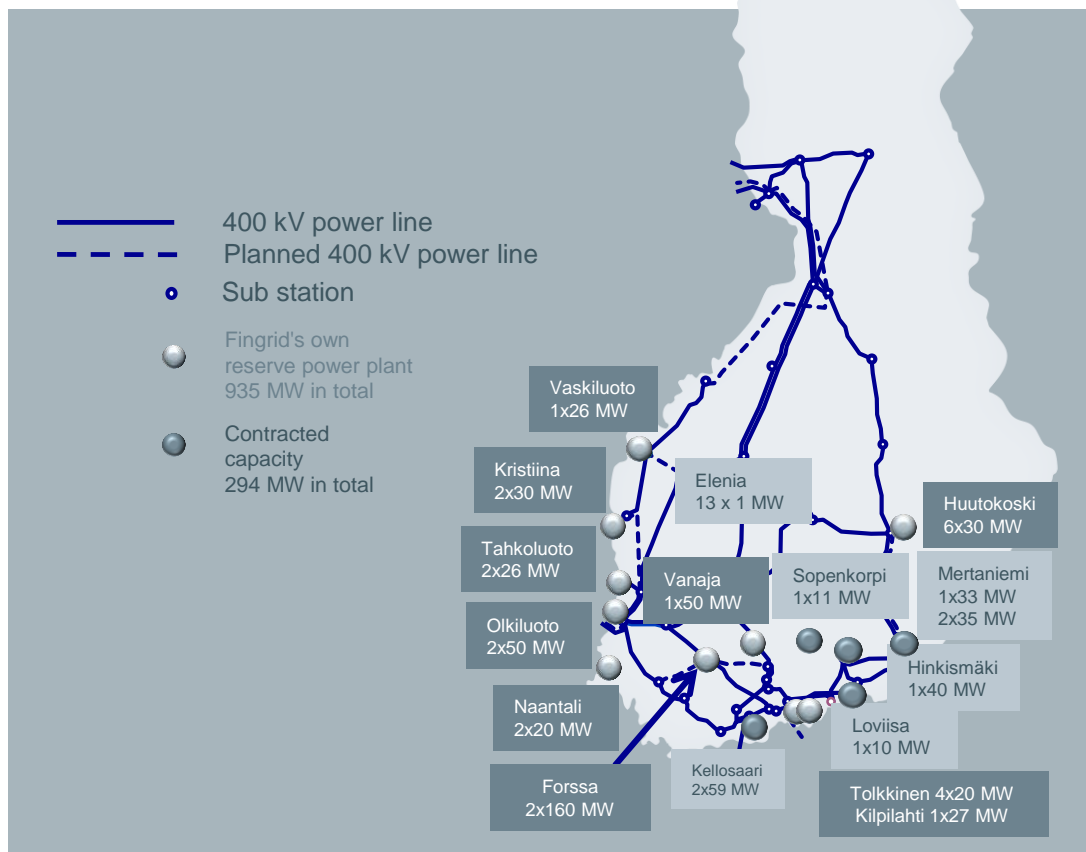 400 kV power line
Planned 400 kV power line
Sub station
Fingrid's own
reserve power plant
935 MW in total
Contracted
capacity
294 MW in total
Vaskiluoto
1x26 MW
Kristiina
2x30 MW
Elenia
13 x 1 MW
Huutokoski
6x30 MW
Tahkoluoto
2x26 MW
Vanaja
1x50 MW
Sopenkorpi
1x11 MW
Mertaniemi
1x33 MW
2x35 MW
Olkiluoto
2x50 MW
Hinkismäki
1x40 MW
Naantali
2x20 MW
Loviisa
1x10 MW
Kellosaari
2x59 MW
Forssa
2x160 MW
Tolkkinen 4x20 MW
Kilpilahti 1x27 MW